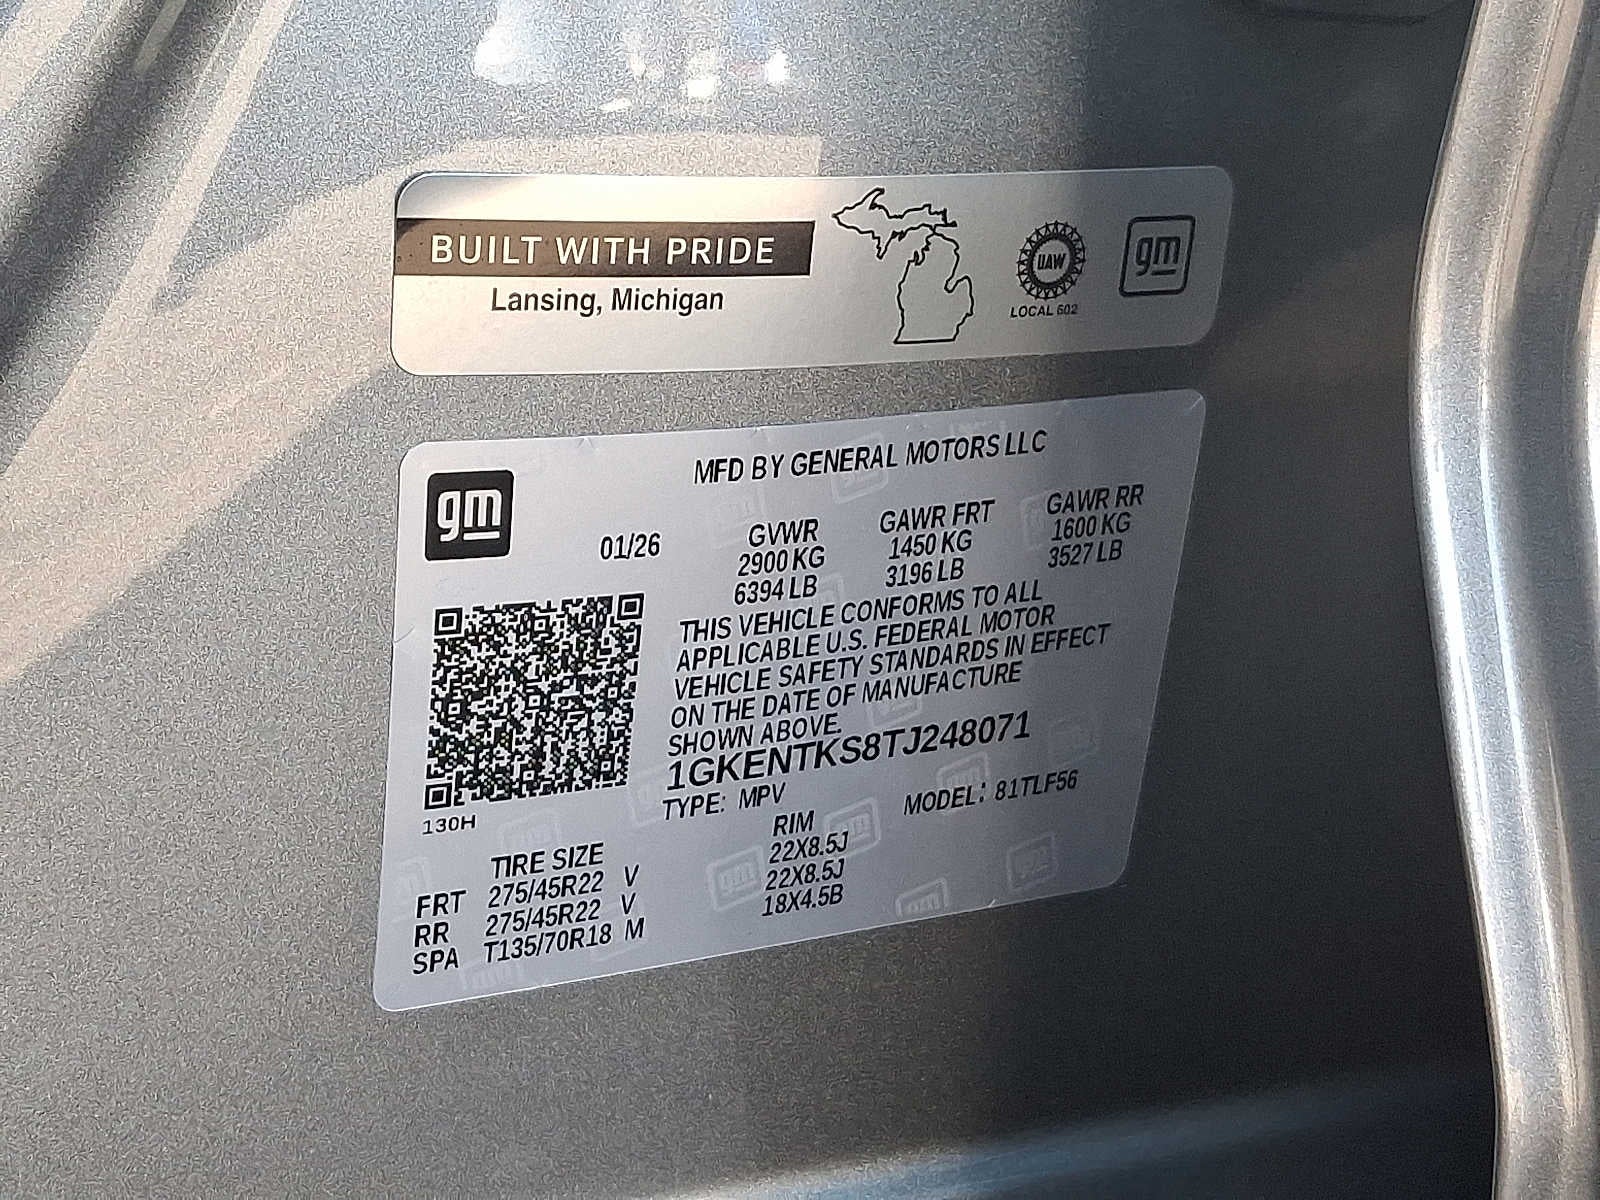 BUILT WITH PRIDE
Lansing, Michigan
UAW
LOCAL 602
gm
gm
MFD BY GENERAL MOTORS LLC
01/26
GVWR
2900 KG
6394 LB
GAWR FRT
1450 KG
3196 LB
GAWR RR
1600 KG
3527 LB
THIS VEHICLE CONFORMS TO ALL
APPLICABLE U.S. FEDERAL MOTOR
VEHICLE SAFETY STANDARDS IN EFFECT
ON THE DATE OF MANUFACTURE
SHOWN ABOVE.
1GKENTKS8TJ248071
TYPE: MPV
MODEL: 81TLF56
130H
TIRE SIZE
RIM
FRT 275/45R22 V 22X8.5J
RR 275/45R22 V 22X8.5J
SPA T135/70R18 M 18X4.5B